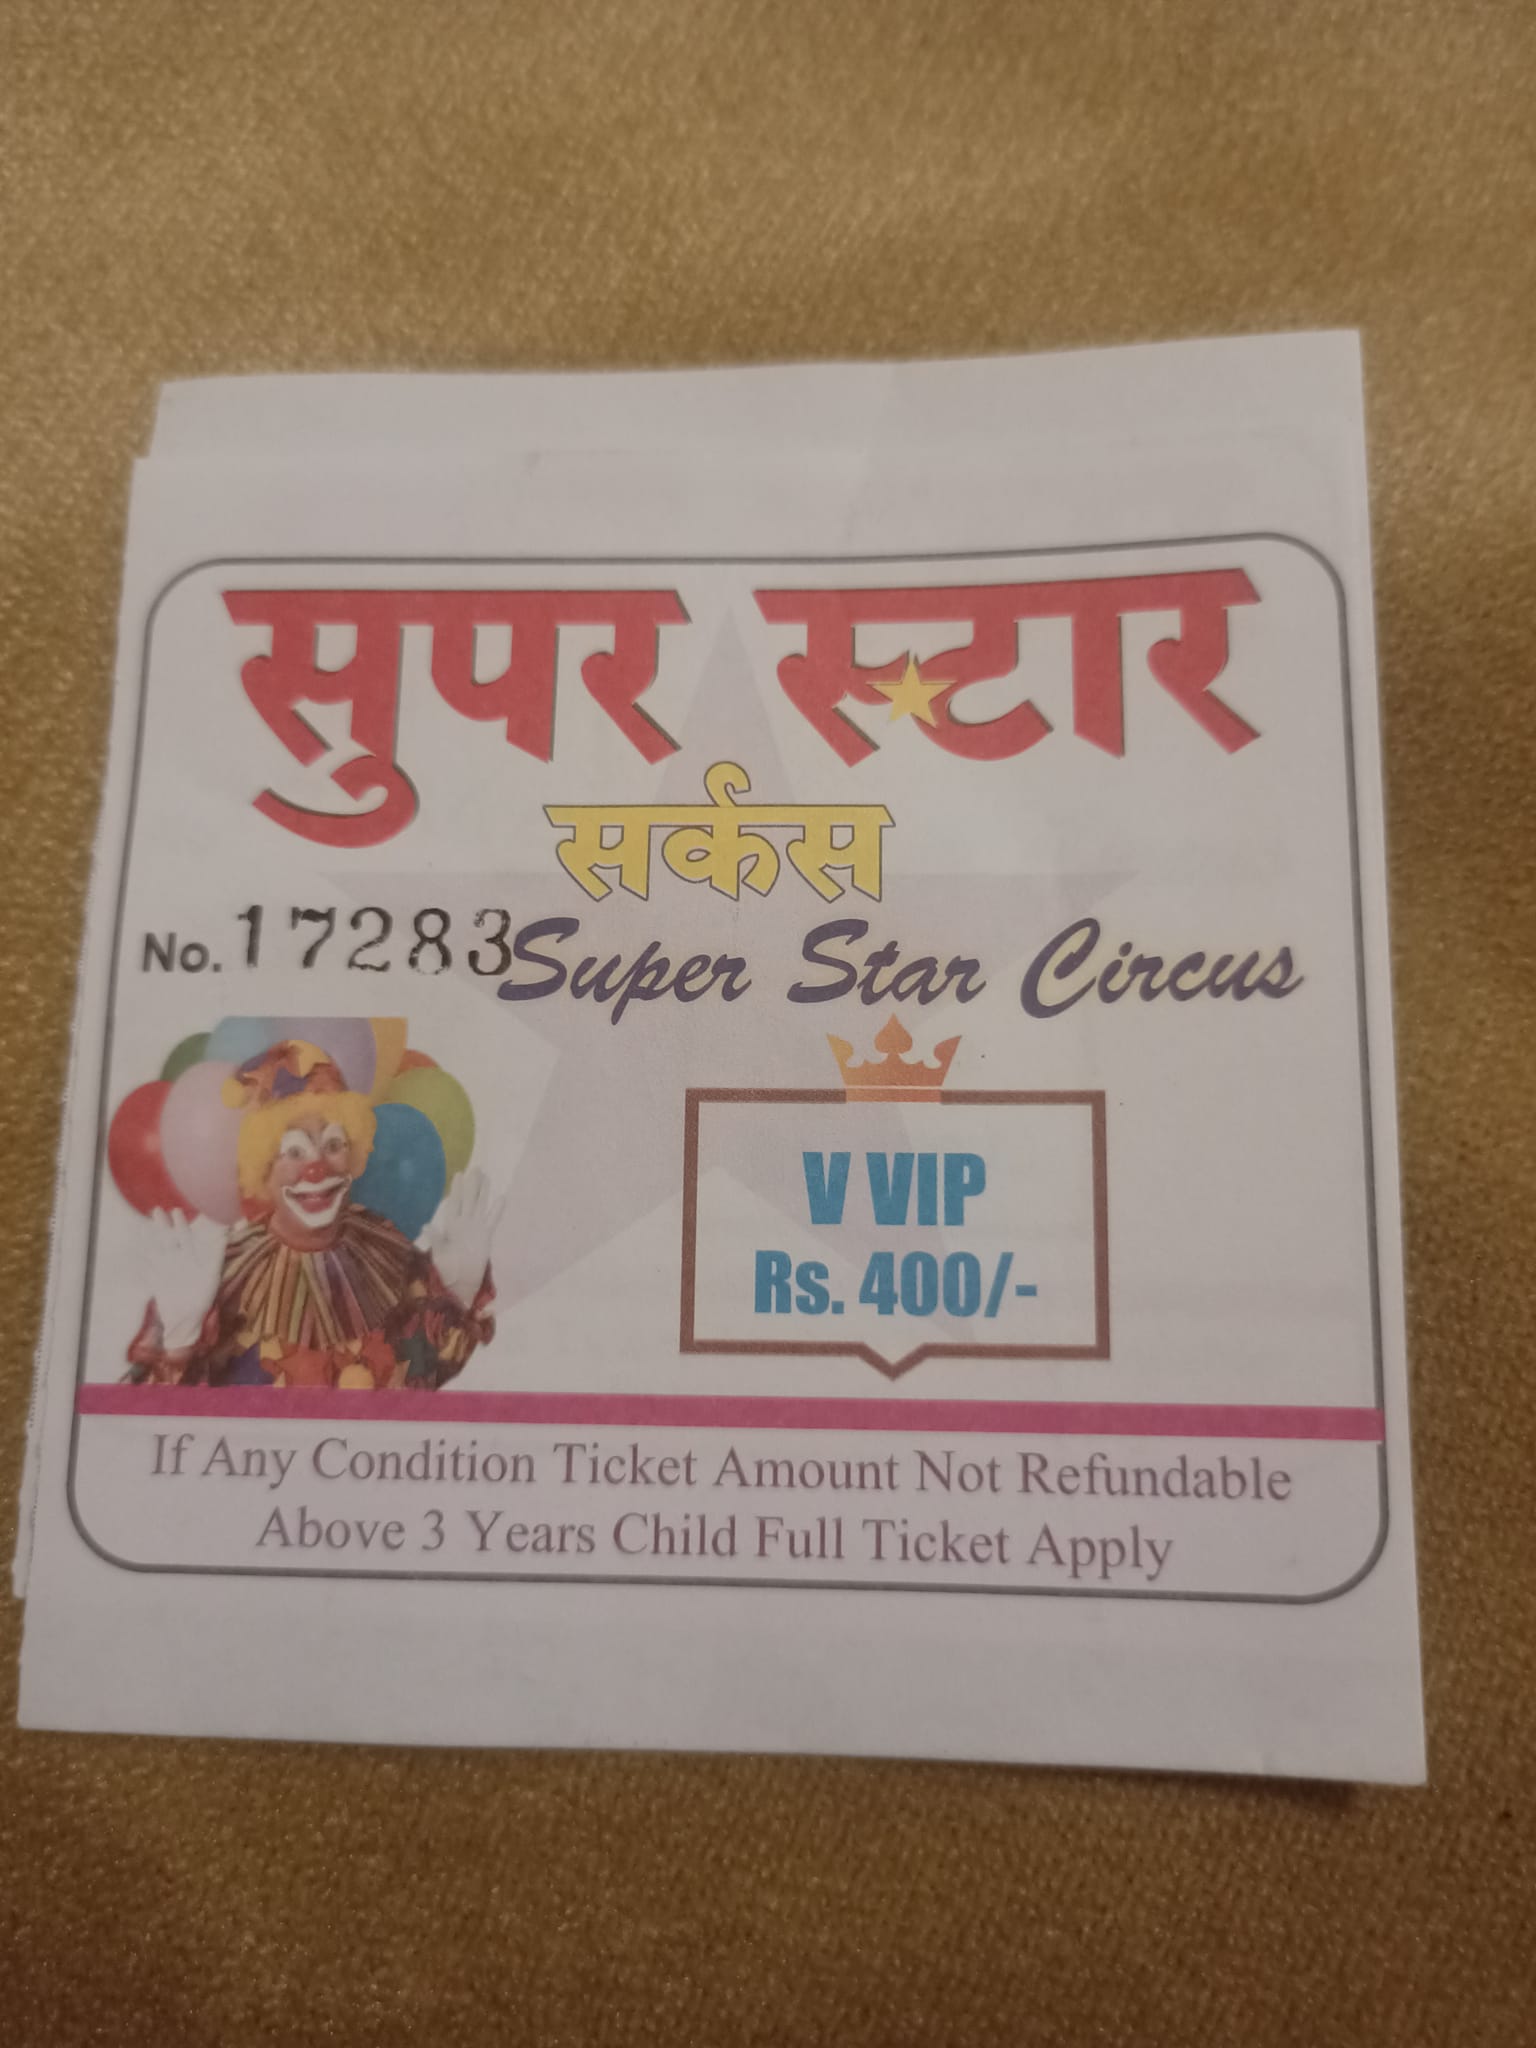 सुपर स्टार
सर्कस
No. 17283 Super Star Circus
V VIP
Rs. 400/-
If Any Condition Ticket Amount Not Refundable
Above 3 Years Child Full Ticket Apply